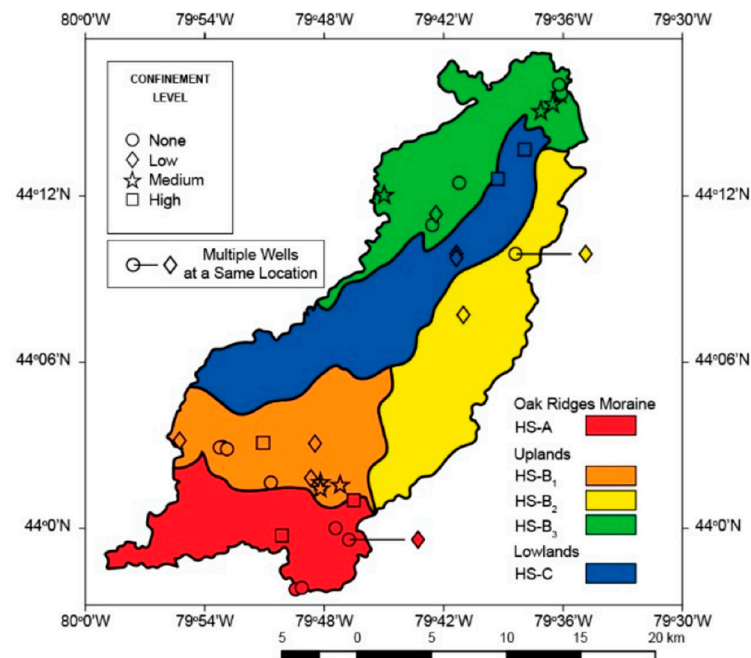 80°0'W 79°54'W 79°48'W 79°42'W 79°36'W 79°30'W
CONFINEMENT
LEVEL
None
Low
Medium
High
44°12'N 44°12'N
Multiple Wells
at a Same Location
44°06'N 44°06'N
Oak Ridges Moraine
HS-A
Uplands
HS-B₁
HS-B₂
HS-B₃
Lowlands
HS-C
44°0'N 44°0'N
80°0'W 79°54'W 79°48'W 79°42'W 79°36'W 79°30'W
5 0 5 10 15 20 km